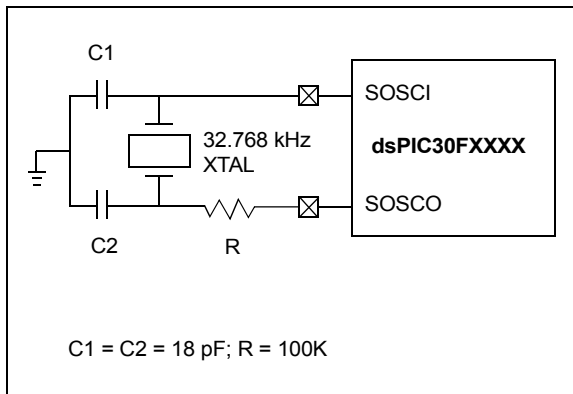 C1
SOSCI
32.768 kHz
XTAL
dsPIC30FXXXX
SOSCO
C2
R
C1 = C2 = 18 pF; R = 100K